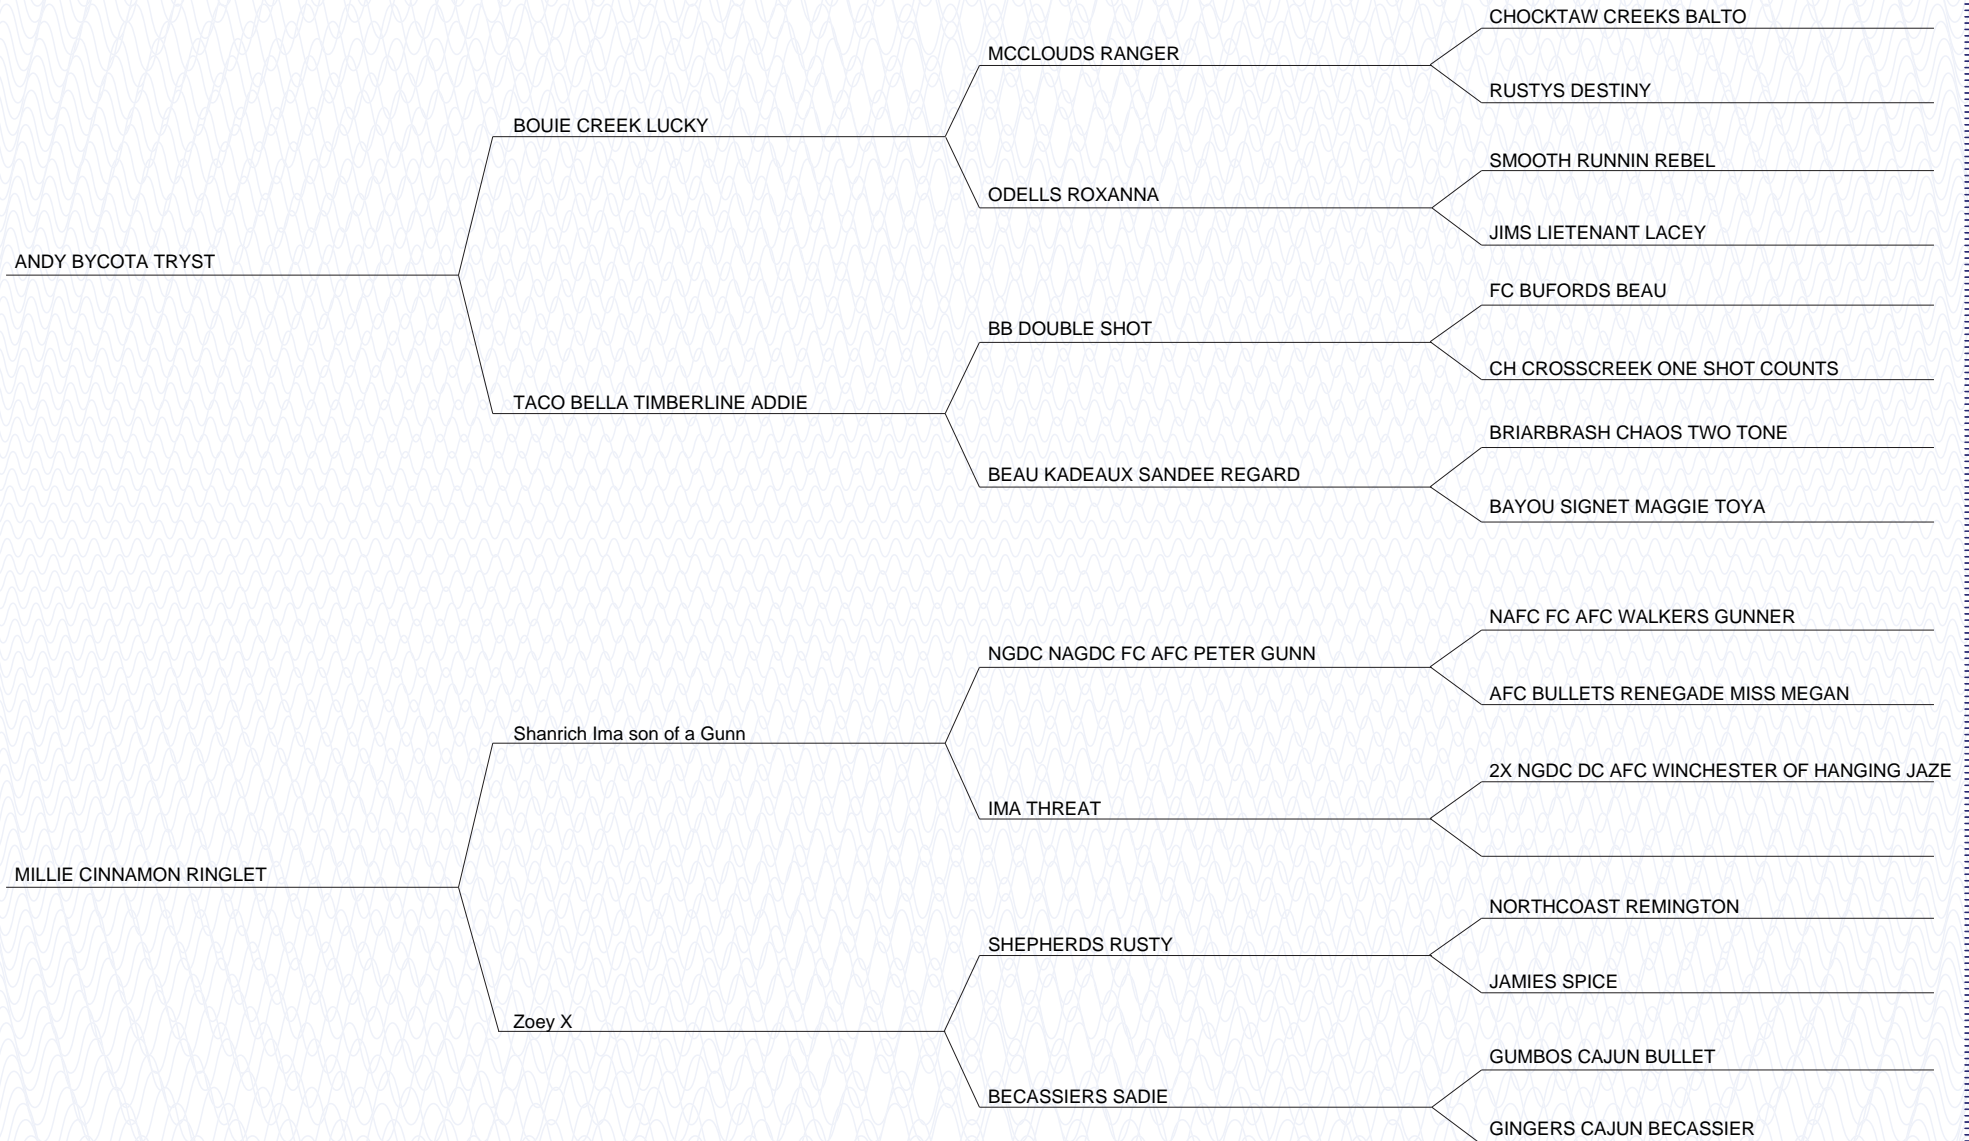 CHOCKTAW CREEKS BALTO
MCCLOUDS RANGER
RUSTYS DESTINY
BOUIE CREEK LUCKY
SMOOTH RUNNIN REBEL
ODELLS ROXANNA
JIMS LIETENANT LACEY
ANDY BYCOTA TRYST
FC BUFORDS BEAU
BB DOUBLE SHOT
CH CROSSCREEK ONE SHOT COUNTS
TACO BELLA TIMBERLINE ADDIE
BRIARBRASH CHAOS TWO TONE
BEAU KADEAUX SANDEE REGARD
BAYOU SIGNET MAGGIE TOYA
NAFC FC AFC WALKERS GUNNER
NGDC NAGDC FC AFC PETER GUNN
AFC BULLETS RENEGADE MISS MEGAN
Shanrich Ima son of a Gunn
2X NGDC DC AFC WINCHESTER OF HANGING JAZE
IMA THREAT
MILLIE CINNAMON RINGLET
NORTHCOAST REMINGTON
SHEPHERDS RUSTY
JAMIES SPICE
Zoey X
GUMBOS CAJUN BULLET
BECASSIERS SADIE
GINGERS CAJUN BECASSIER